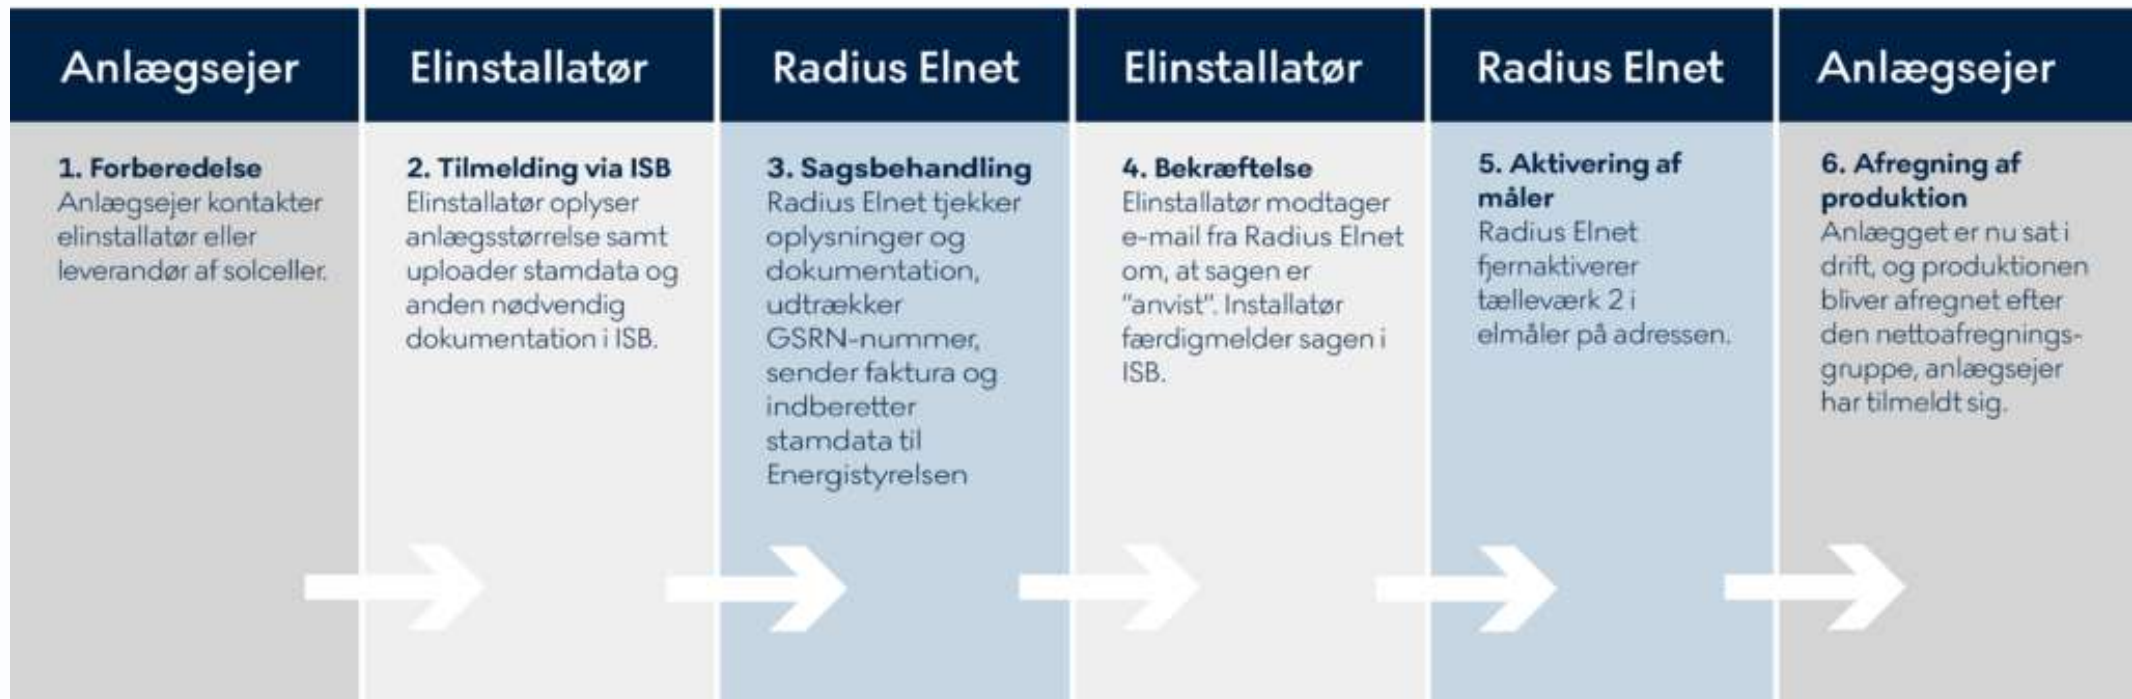 Anlægsejer
1. Forberedelse
Anlægsejer kontakter
elinstallatør eller
leverandør af solceller.
Elinstallatør
2. Tilmelding via ISB
Elinstallatør oplyser
anlægsstørrelse samt
uploader stamdata og
anden nødvendig
dokumentation i ISB.
Radius Elnet
3. Sagsbehandling
Radius Elnet tjekker
oplysninger og
dokumentation,
udtrækker
GSRN-nummer,
sender faktura og
indberetter
stamdata til
Energistyrelsen
Elinstallatør
4. Bekræftelse
Elinstallatør modtager
e-mail fra Radius Elnet
om, at sagen er
"anvist". Installatør
færdigmelder sagen i
ISB.
Radius Elnet
5. Aktivering af
måler
Radius Elnet
fjernaktiverer
tælleværk 2 i
elmåler på adressen.
Anlægsejer
6. Afregning af
produktion
Anlægget er nu sat i
drift, og produktionen
bliver afregnet efter
den nettoafregnings-
gruppe, anlægsejer
har tilmeldt sig.